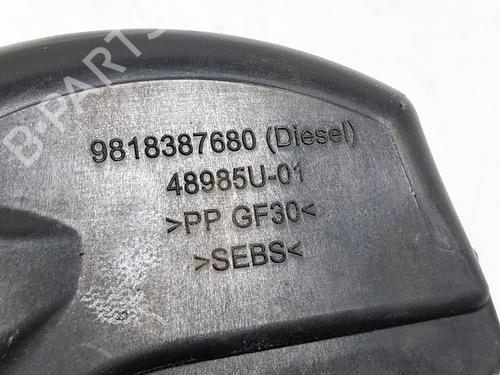 B-PARTS
9818387680 (Diesel)
48985U-01
>PP GF30<
>SEBS<